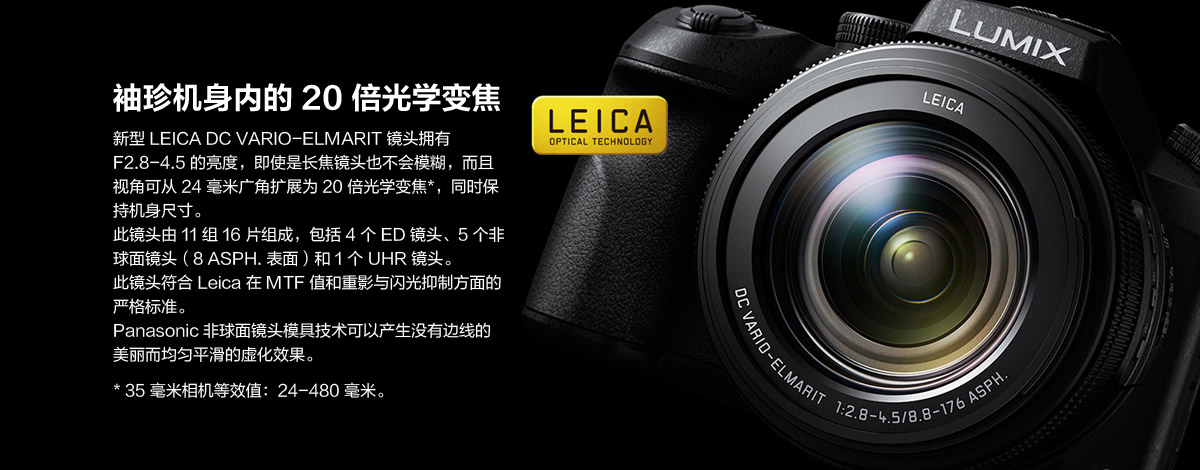 袖珍机身内的 20 倍光学变焦
新型 LEICA DC VARIO-ELMARIT 镜头拥有
F2.8-4.5 的亮度，即使是长焦镜头也不会模糊，而且
视角可从 24 毫米广角扩展为 20 倍光学变焦*，同时保
持机身尺寸。
此镜头由 11 组 16 片组成，包括 4 个 ED 镜头、5 个非
球面镜头（8 ASPH. 表面）和 1 个 UHR 镜头。
此镜头符合 Leica 在 MTF 值和重影与闪光抑制方面的
严格标准。
Panasonic 非球面镜头模具技术可以产生没有边线的
美丽而均匀平滑的虚化效果。
* 35 毫米相机等效值：24-480 毫米。
LEICA
OPTICAL TECHNOLOGY
LUMIX
LEICA
DC VARIO-ELMARIT 1:2.8-4.5/8.8-176 ASPH.